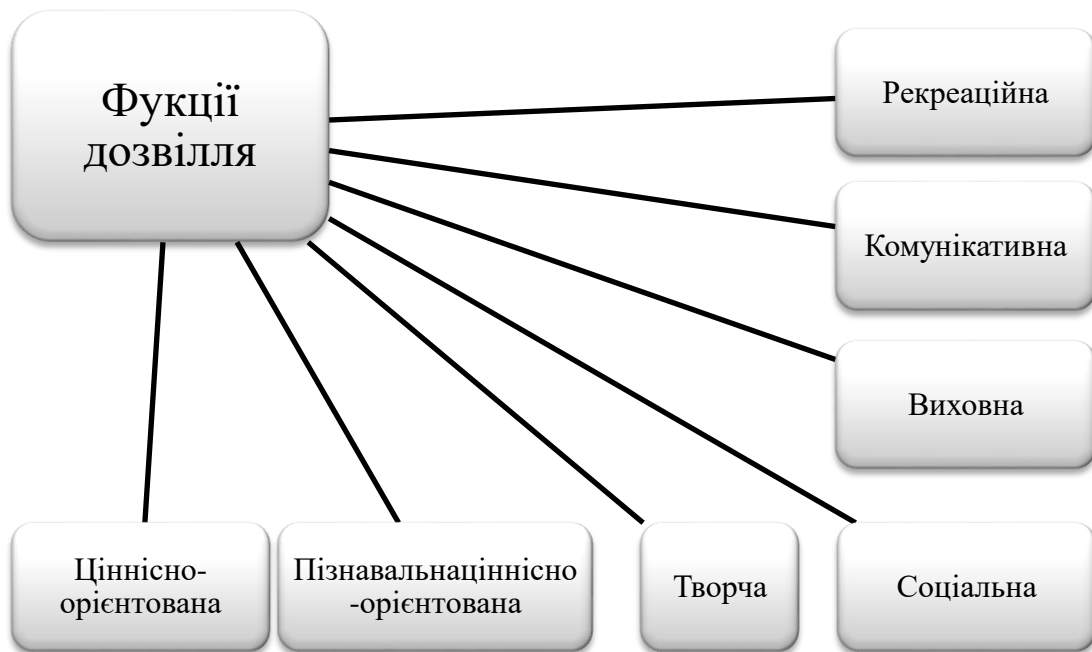 Фукції
дозвілля
Рекреаційна
Комунікативна
Виховна
Ціннісно-
орієнтована
Пізнавальнаціннісно
-орієнтована
Творча
Соціальна